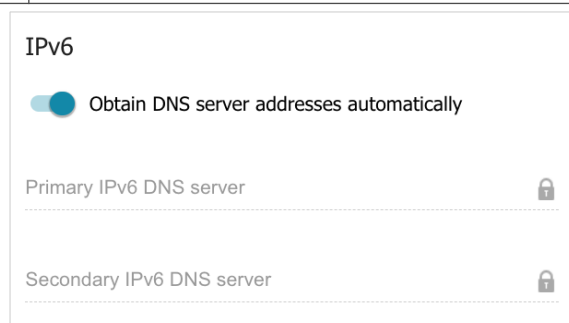 IPv6
Obtain DNS server addresses automatically
Primary IPv6 DNS server
Secondary IPv6 DNS server